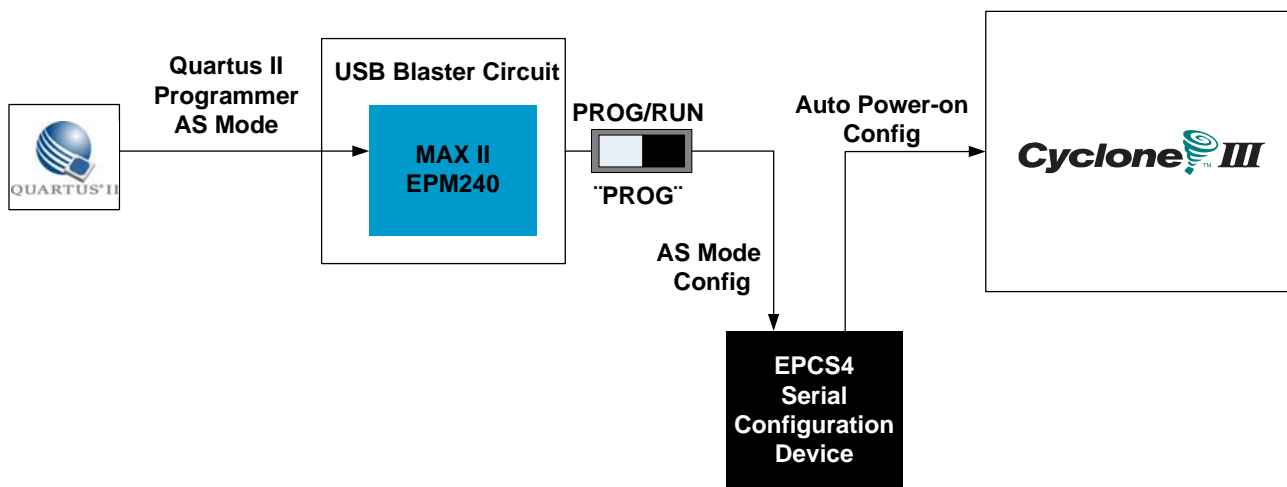 Quartus II
Programmer
AS Mode
QUARTUS®II
USB Blaster Circuit
MAX II
EPM240
PROG/RUN
¨PROG¨
AS Mode
Config
EPCS4
Serial
Configuration
Device
Auto Power-on
Config
Cyclone™ III